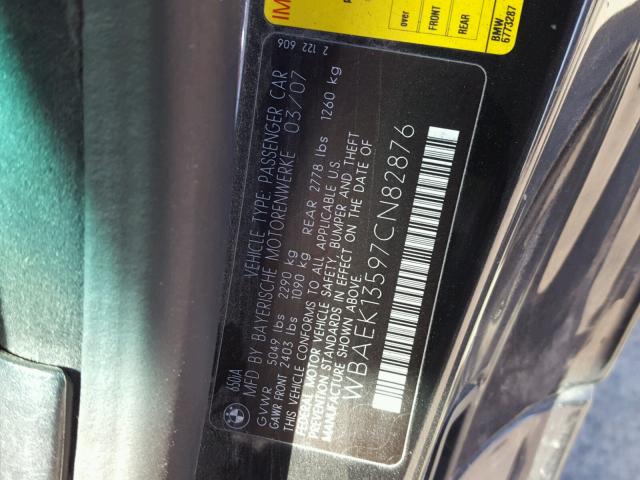 650IA
VEHICLE TYPE: PASSENGER CAR
MFD BY BAYERISCHE MOTORENWERKE 03/07
GVWR 5049 lbs 2290 kg
GAWR FRONT 2403 lbs 1090 kg REAR 2778 lbs 1260 kg
THIS VEHICLE CONFORMS TO ALL APPLICABLE U.S.
FEDERAL MOTOR VEHICLE SAFETY, BUMPER AND THEFT
PREVENTION STANDARDS IN EFFECT ON THE DATE OF
MANUFACTURE SHOWN ABOVE.
WBAEK13597CN82876
2 122 606
over
FRONT
REAR
BMW
6773287